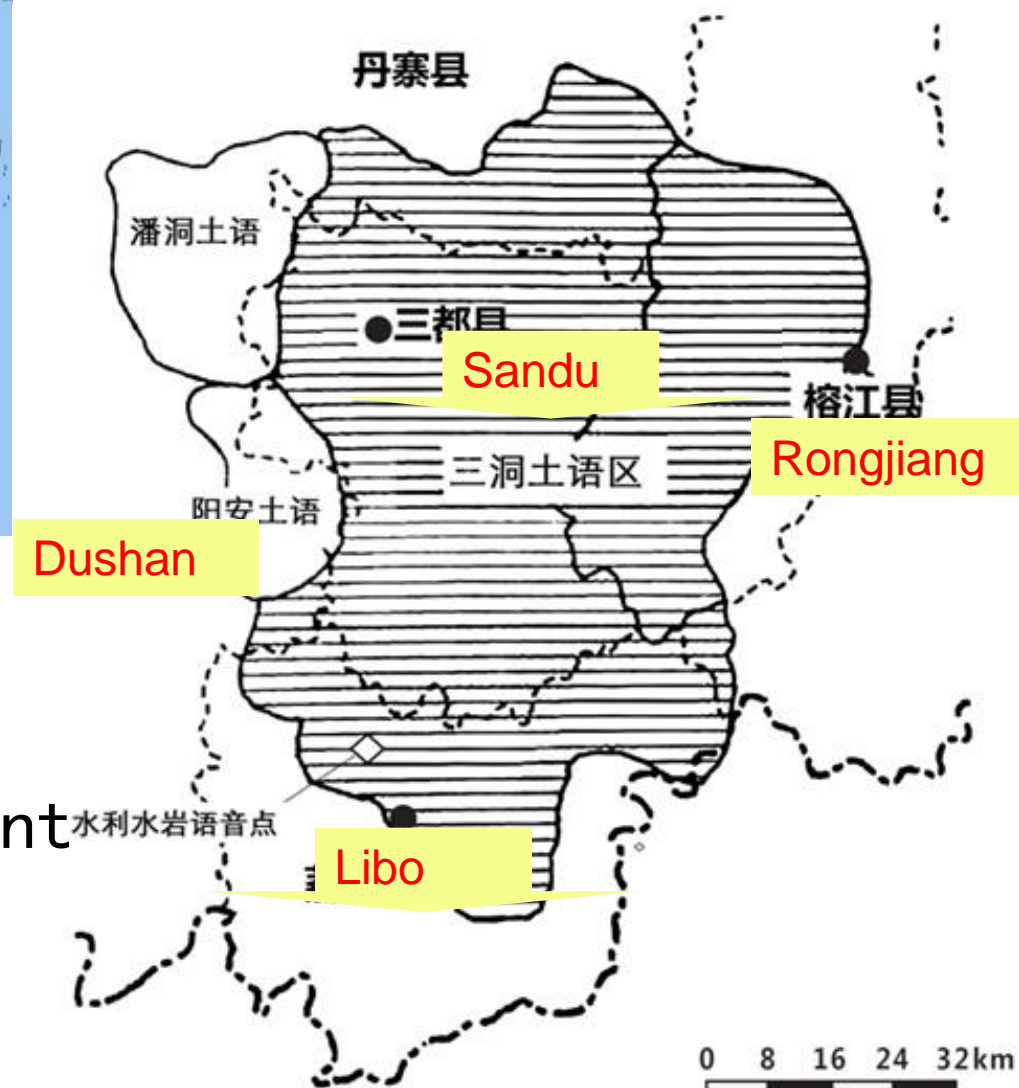 丹寨县
潘洞土语
三都县
Sandu
榕江县
三洞土语区
Rongjiang
阳安土语
Dushan
nt
水利水岩语音点
Libo
0 8 16 24 32km